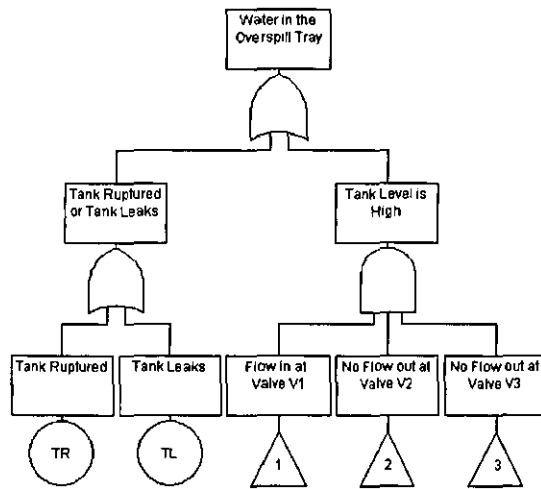 Water in the
Overspill Tray
Tank Ruptured
or Tank Leaks
Tank Level is
High
Tank Ruptured
Tank Leaks
Flow in at
Valve V1
No Flow out at
Valve V2
No Flow out at
Valve V3
TR
TL
1
2
3